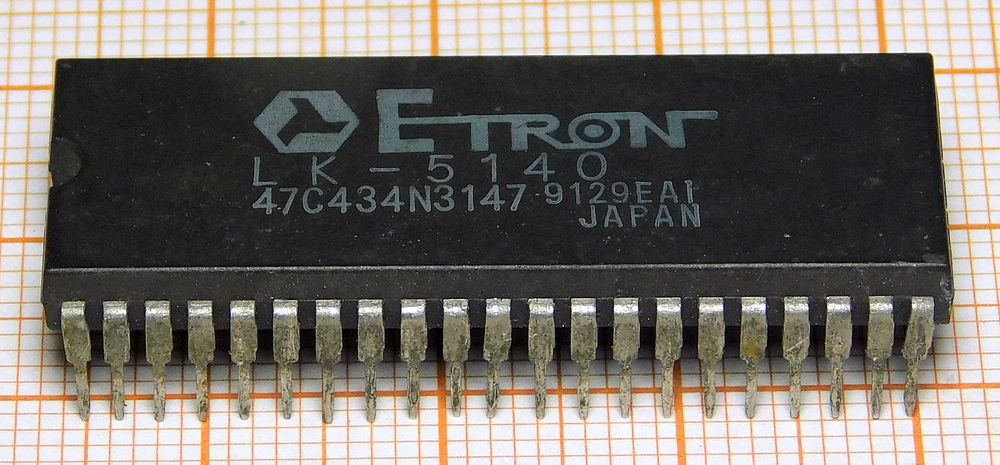 ETRON
LK-5140
47C434N3147 9129EAI
JAPAN